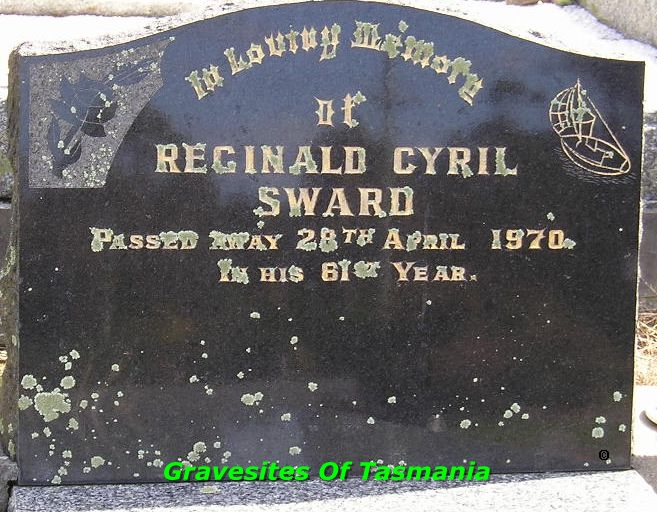 In Loving Memory
of
REGINALD CYRIL
SWARD
PASSED AWAY 28TH APRIL 1970.
IN HIS 61ST YEAR.
©
Gravesites Of Tasmania